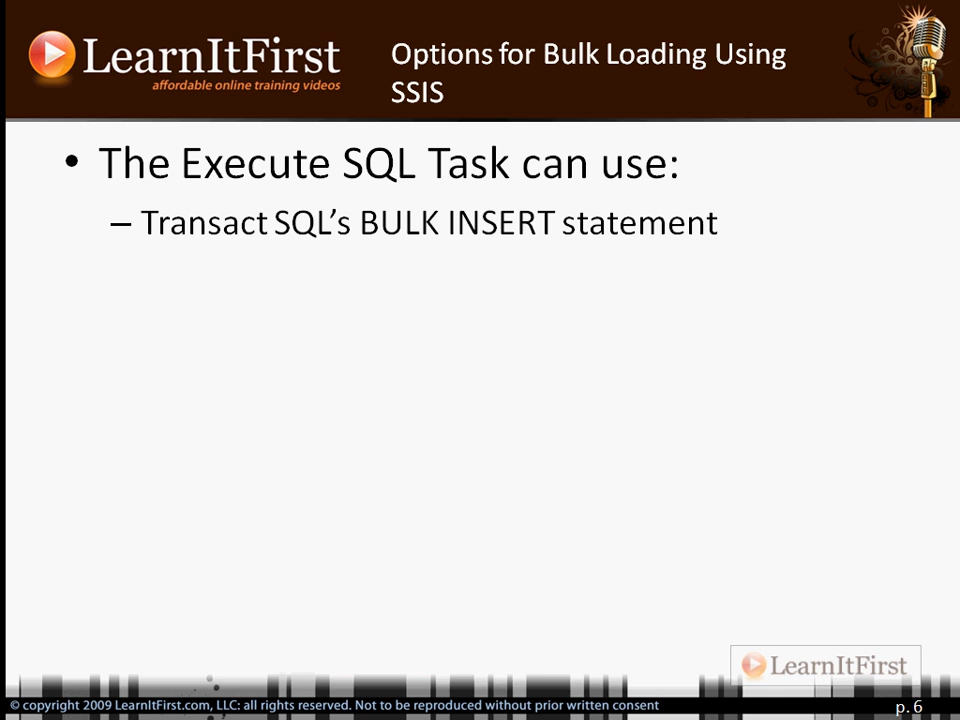 LearnItFirst
affordable online training videos
Options for Bulk Loading Using
SSIS
• The Execute SQL Task can use:
– Transact SQL’s BULK INSERT statement
LearnItFirst
© copyright 2009 LearnItFirst.com, LLC: all rights reserved. Not to be reproduced without prior written consent
p. 6